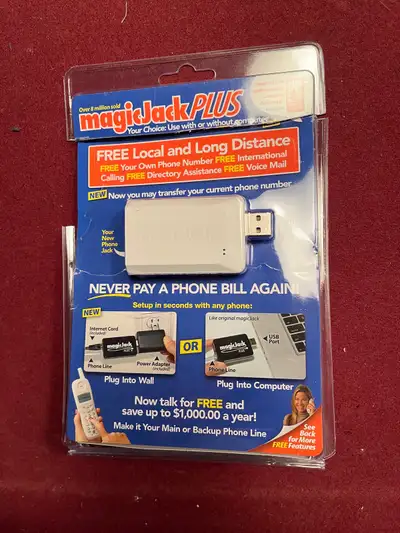 Over 8 million sold
magicJack PLUS
Your Choice: Use with or without computer
FREE Local and Long Distance
FREE Your Own Phone Number FREE International
Calling FREE Directory Assistance FREE Voice Mail
NEW Now you may transfer your current phone number
Your
New
Phone
Jack
NEVER PAY A PHONE BILL AGAIN!
Setup in seconds with any phone:
NEW
Internet Cord
(included)
magicJack
Phone Line
Power Adapter
(included)
Plug Into Wall
OR
Like original magicJack
USB
Port
magicJack
Phone Line
Plug Into Computer
Now talk for FREE and
save up to $1,000.00 a year!
Make it Your Main or Backup Phone Line
See
Back
for More
FREE Features!